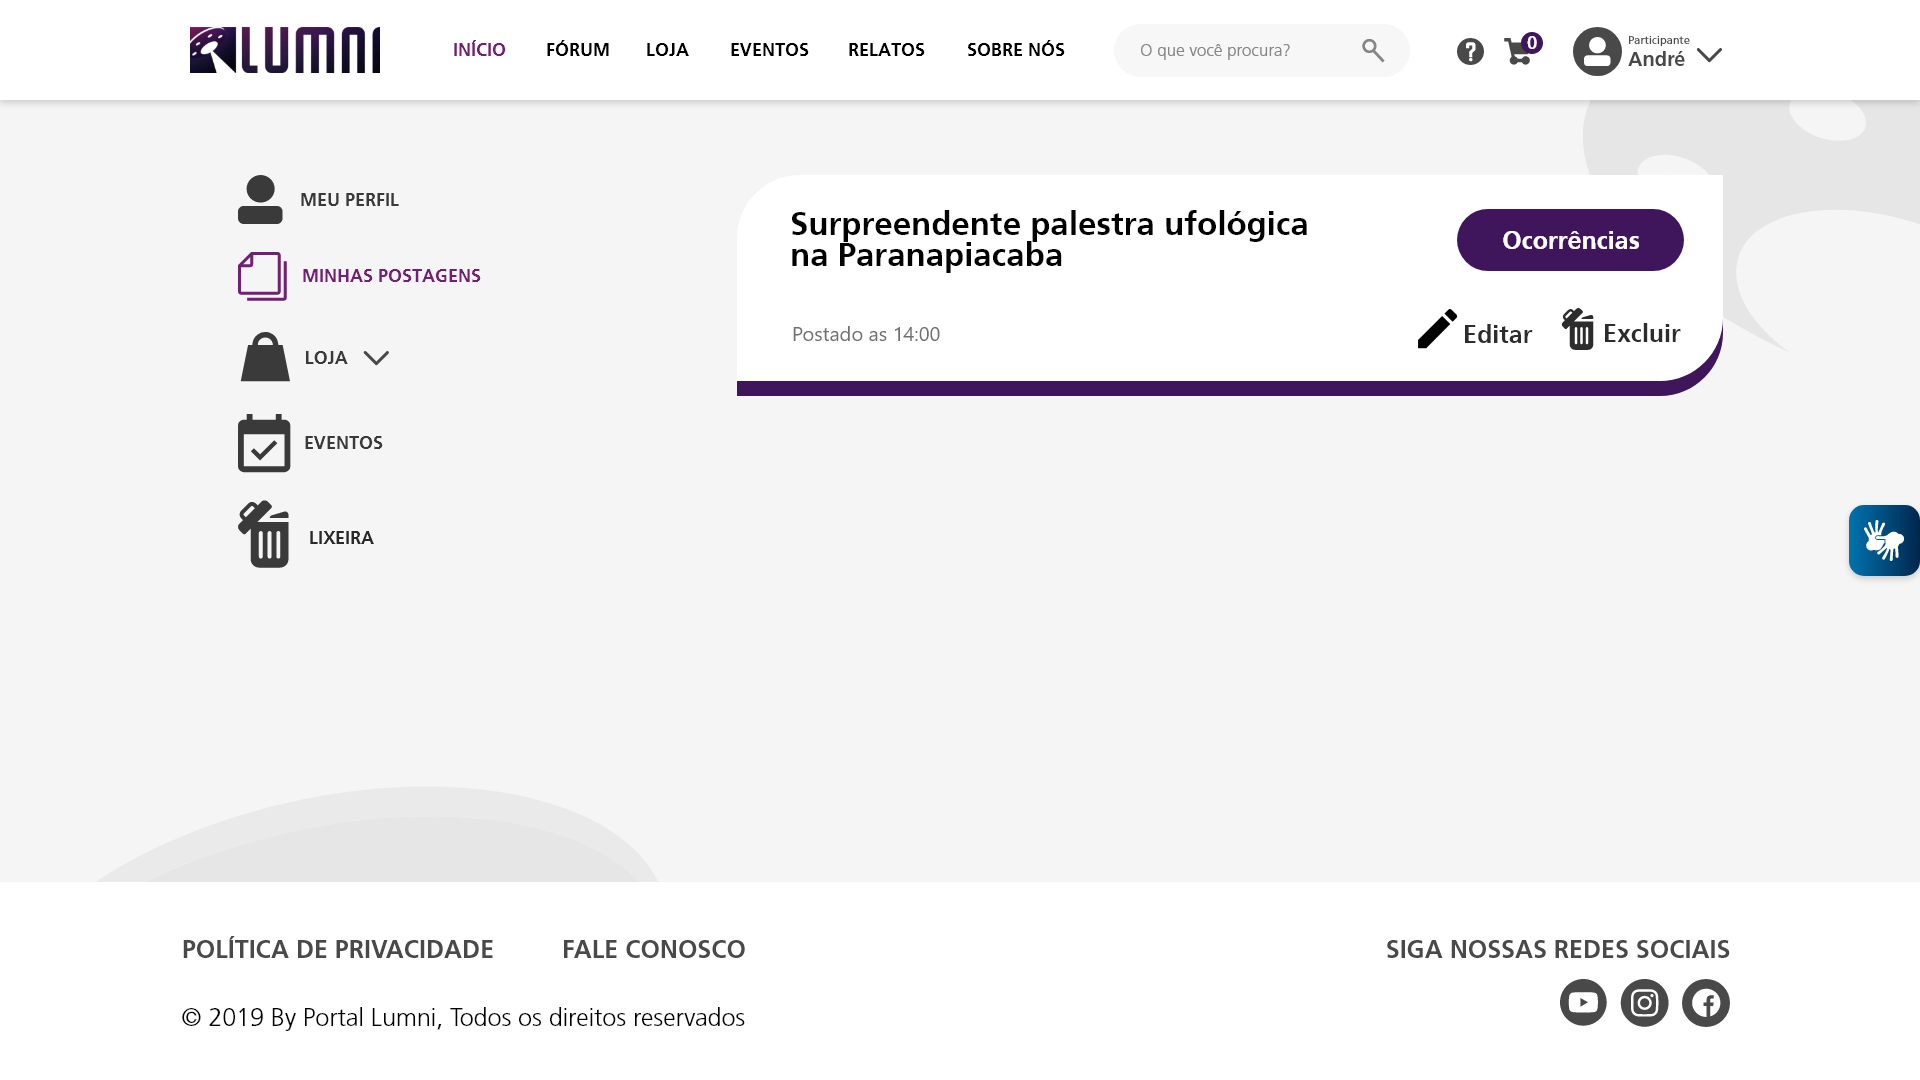 LUMNI
INÍCIO
FÓRUM
LOJA
EVENTOS
RELATOS
SOBRE NÓS
O que você procura?
0
Participante
André
MEU PERFIL
MINHAS POSTAGENS
LOJA
EVENTOS
LIXEIRA
Surpreendente palestra ufológica
na Paranapiacaba
Ocorrências
Postado as 14:00
Editar
Excluir
POLÍTICA DE PRIVACIDADE
FALE CONOSCO
© 2019 By Portal Lumni, Todos os direitos reservados
SIGA NOSSAS REDES SOCIAIS